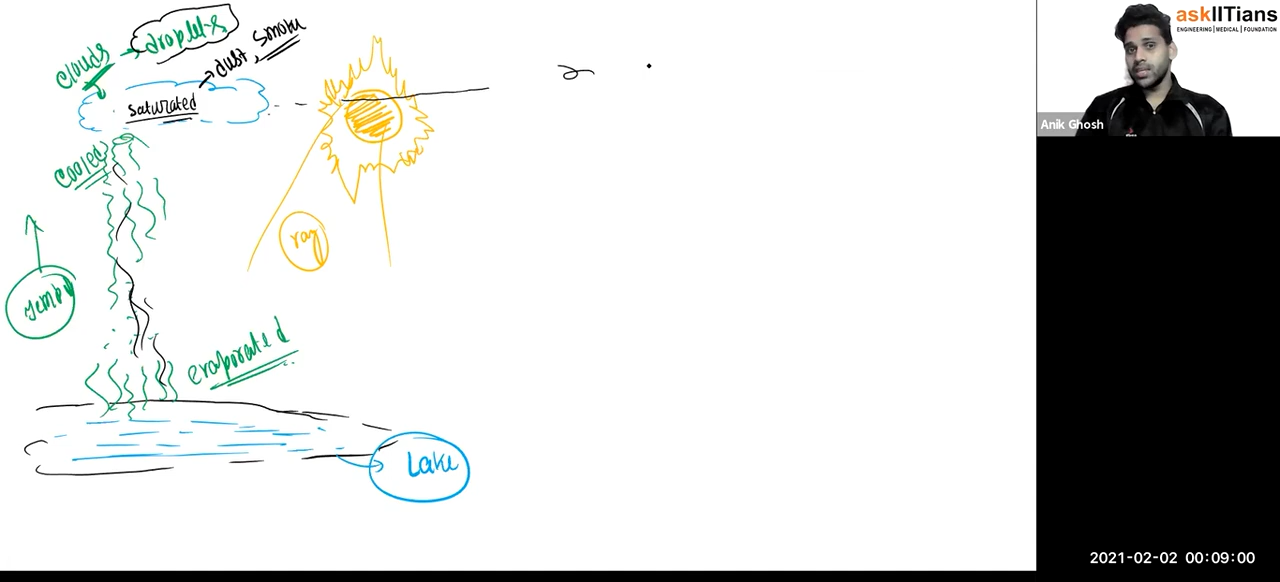 clouds → droplets
dust, smoke
saturated
cooled
ray
temp
evaporated
Lake
askIITians
ENGINEERING | MEDICAL | FOUNDATION
Anik Ghosh
2021-02-02 00:09:00